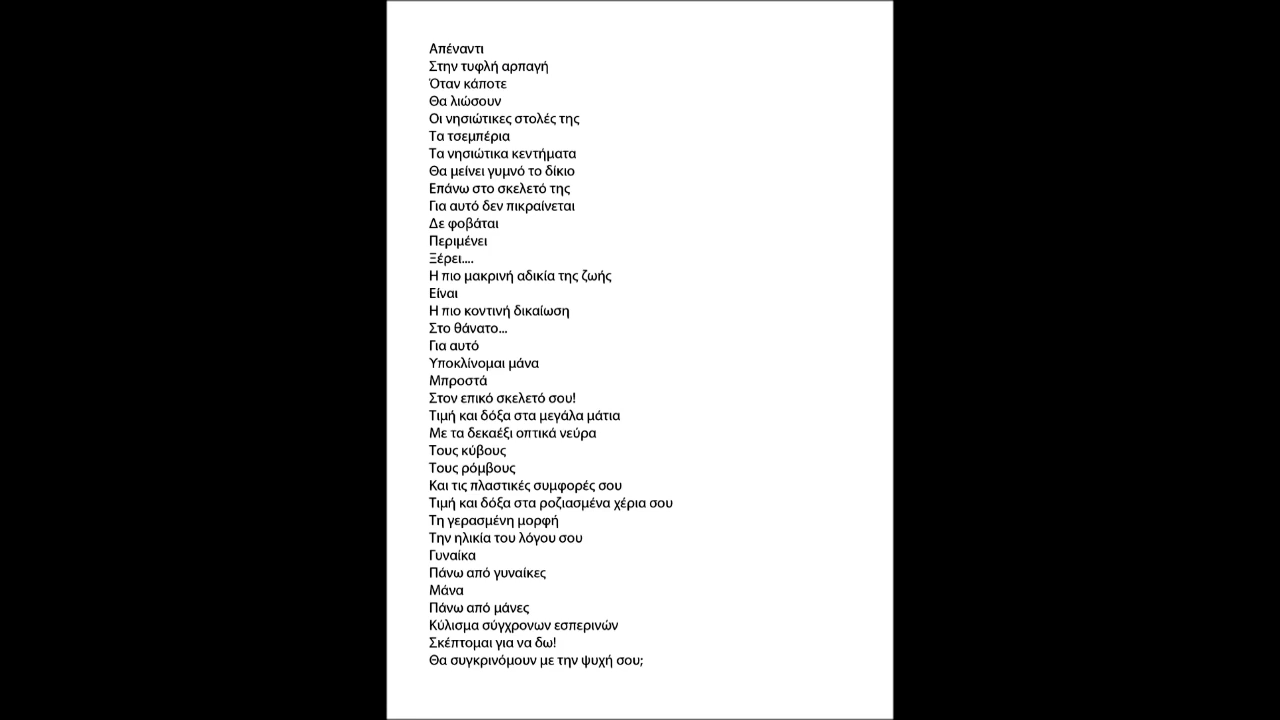 Απέναντι
Στην τυφλή αρπαγή
Όταν κάποτε
Θα λιώσουν
Οι νησιώτικες στολές της
Τα τσεμπέρια
Τα νησιώτικα κεντήματα
Θα μείνει γυμνό το δίκιο
Επάνω στο σκελετό της
Για αυτό δεν πικραίνεται
Δε φοβάται
Περιμένει
Ξέρει....
Η πιο μακρινή αδικία της ζωής
Είναι
Η πιο κοντινή δικαίωση
Στο θάνατο...
Για αυτό
Υποκλίνομαι μάνα
Μπροστά
Στον επικό σκελετό σου!
Τιμή και δόξα στα μεγάλα μάτια
Με τα δεκαέξι οπτικά νεύρα
Τους κύβους
Τους ρόμβους
Και τις πλαστικές συμφορές σου
Τιμή και δόξα στα ροζιασμένα χέρια σου
Τη γερασμένη μορφή
Την ηλικία του λόγου σου
Γυναίκα
Πάνω από γυναίκες
Μάνα
Πάνω από μάνες
Κύλισμα σύγχρονων εσπερινών
Σκέπτομαι για να δω!
Θα συγκρινόμουν με την ψυχή σου;